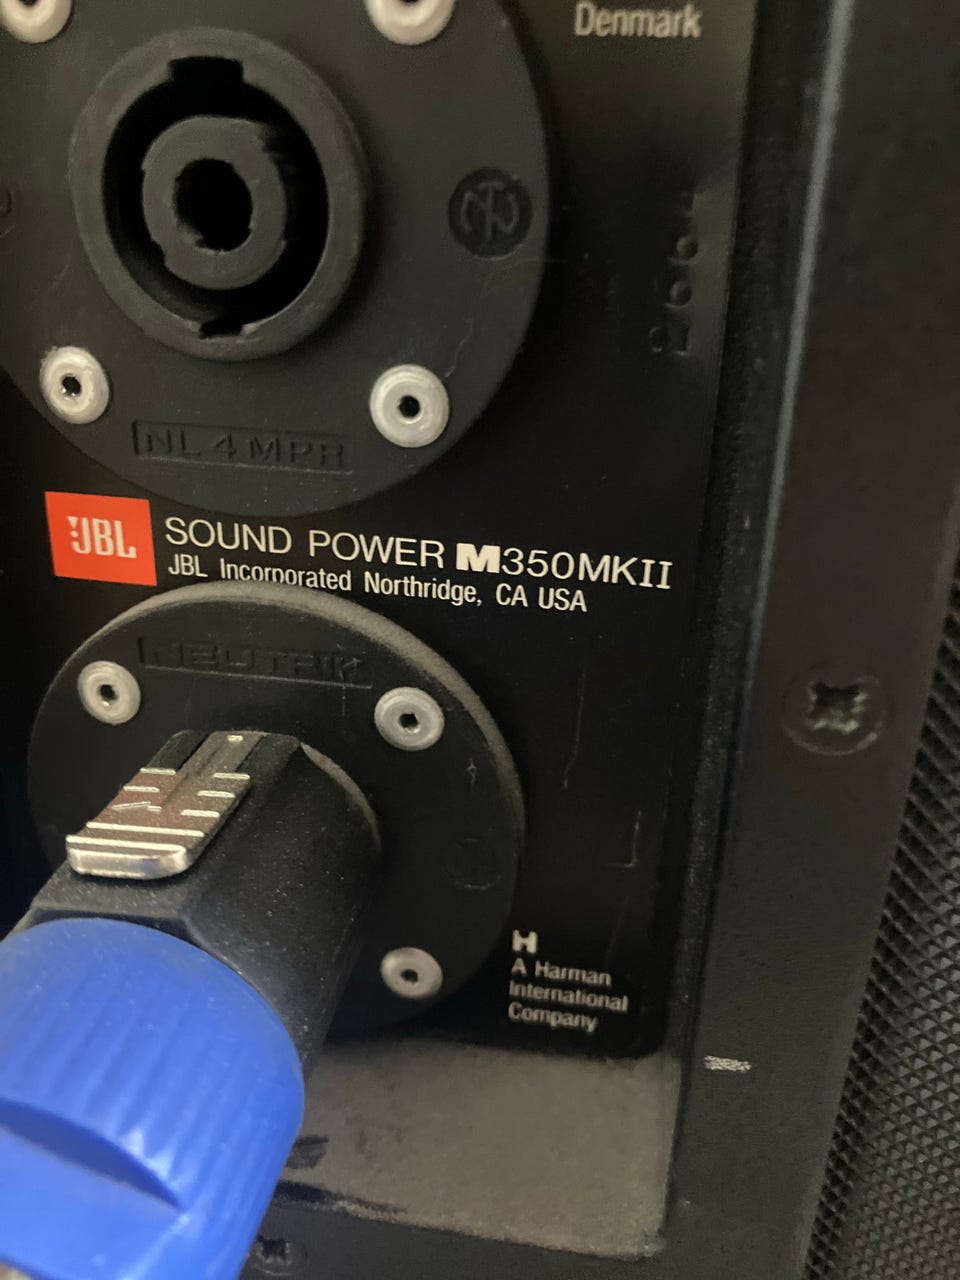 Denmark
NL4MPR
JBL SOUND POWER M350MKII
JBL Incorporated Northridge, CA USA
NEUTRIK
H
A Harman
International
Company